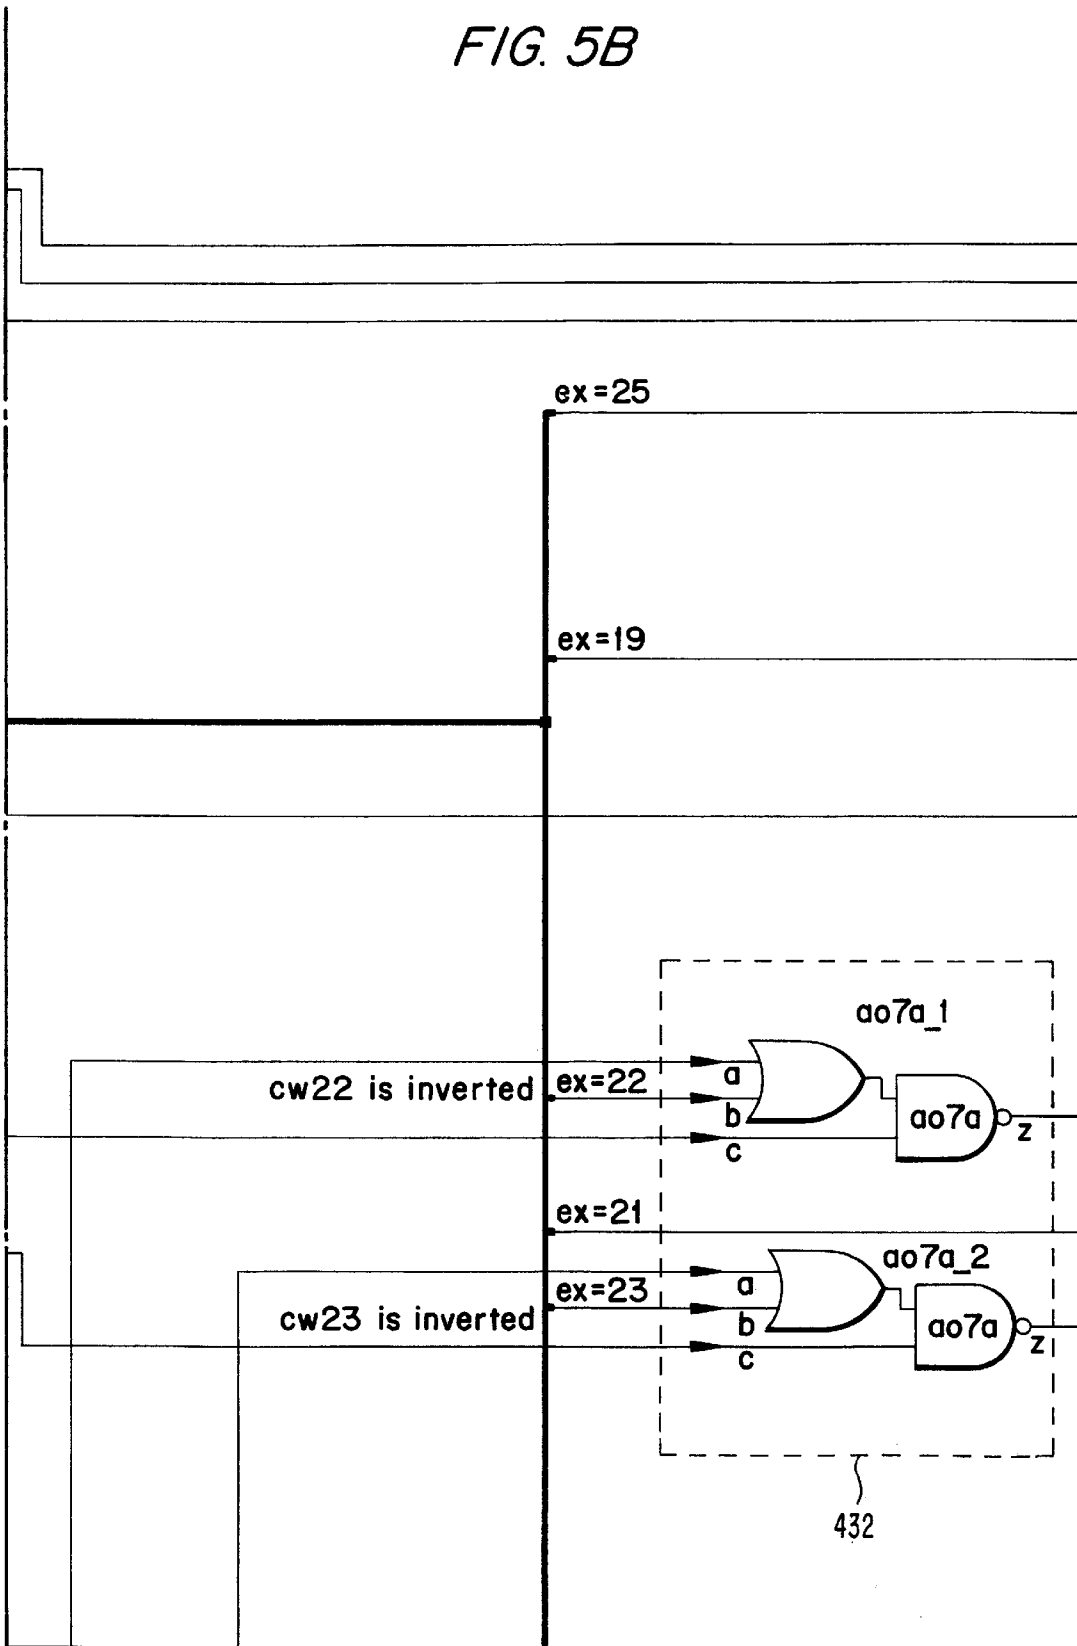 FIG. 5B
ex=25
ex=19
ao7a_1
cw22 is inverted
ex=22
a
b
c
ao7a
z
ex=21
ao7a_2
cw23 is inverted
ex=23
a
b
c
ao7a
z
432